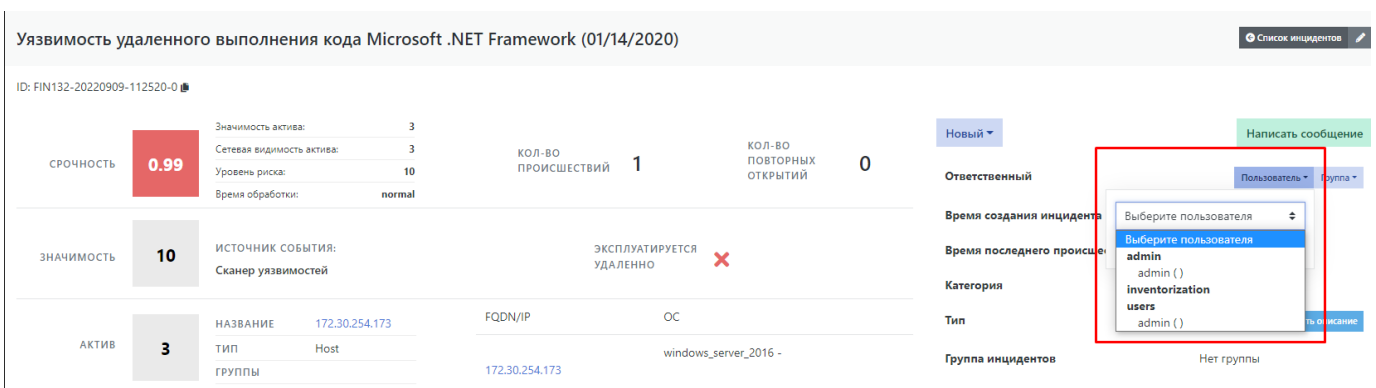 Уязвимость удаленного выполнения кода Microsoft .NET Framework (01/14/2020)
Список инцидентов
ID: FIN132-20220909-112520-0
СРОЧНОСТЬ
0.99
Значимость актива: 3
Сетевая видимость актива: 3
Уровень риска: 10
Время обработки: normal
КОЛ-ВО
ПРОИСШЕСТВИЙ
1
КОЛ-ВО
ПОВТОРНЫХ
ОТКРЫТИЙ
0
ЗНАЧИМОСТЬ
10
ИСТОЧНИК СОБЫТИЯ:
Сканер уязвимостей
ЭКСПЛУАТИРУЕТСЯ
УДАЛЕННО
АКТИВ
3
НАЗВАНИЕ 172.30.254.173
ТИП Host
ГРУППЫ
FQDN/IP
172.30.254.173
ОС
windows_server_2016 -
Новый
Написать сообщение
Ответственный
Пользователь
Группа
Время создания инцидента
Выберите пользователя
Выберите пользователя
admin
admin ( )
inventorization
users
admin ( )
Время последнего происше
Категория
Тип
ть описание
Группа инцидентов
Нет группы